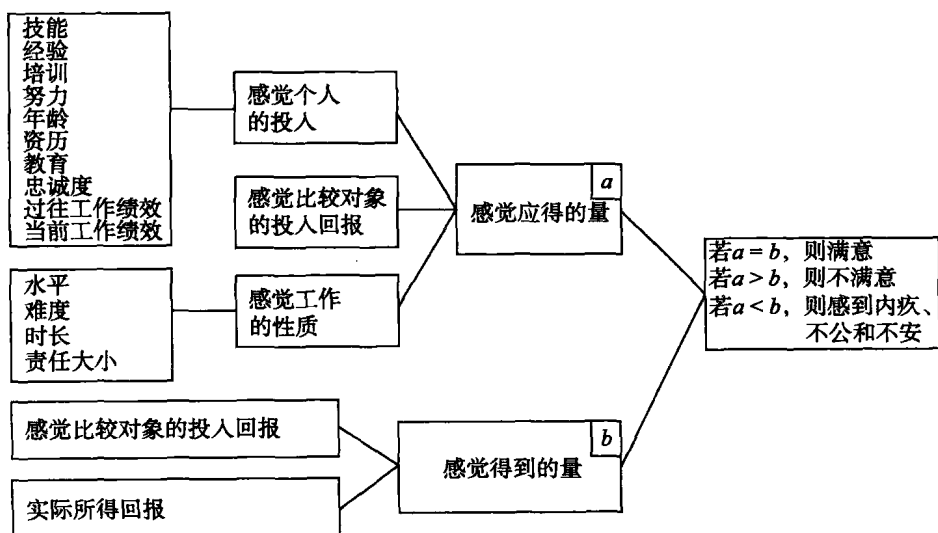 技能
经验
培训
努力
年龄
资历
教育
忠诚度
过往工作绩效
当前工作绩效
感觉个人
的投入
感觉比较对象
的投入回报
水平
难度
时长
责任大小
感觉工作
的性质
a
感觉应得的量
若a = b，则满意
若a > b，则不满意
若a < b，则感到内疚、
不公和不安
感觉比较对象的投入回报
实际所得回报
b
感觉得到的量